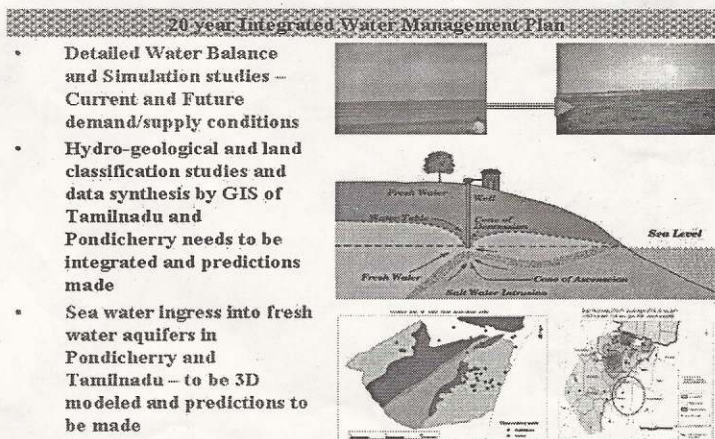 20 year Integrated Water Management Plan
• Detailed Water Balance
and Simulation studies –
Current and Future
demand/supply conditions
• Hydro-geological and land
classification studies and
data synthesis by GIS of
Tamilnadu and
Pondicherry needs to be
integrated and predictions
made
• Sea water ingress into fresh
water aquifers in
Pondicherry and
Tamilnadu – to be 3D
modeled and predictions to
be made
Fresh Water
Well
Water Table
Cone of
Depression
Sea Level
Fresh Water
Cone of Ascension
Salt Water Intrusion